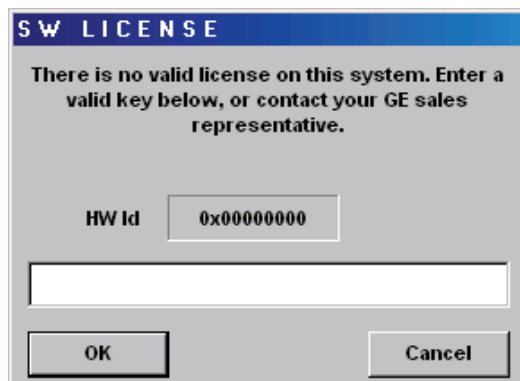 SW LICENSE
There is no valid license on this system. Enter a
valid key below, or contact your GE sales
representative.
HW Id 0x00000000
OK Cancel